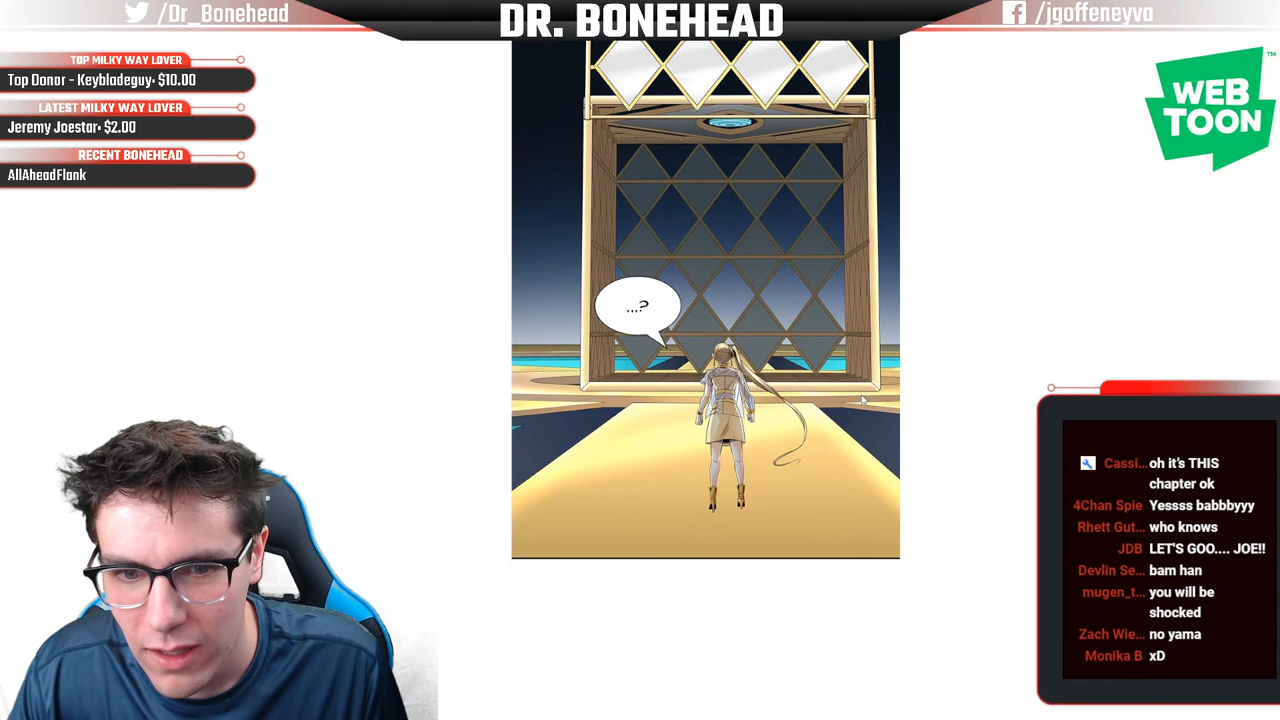 /Dr_Bonehead
DR. BONEHEAD
/jgoffeneyva
TOP MILKY WAY LOVER
Top Donor - Keybladeguy• $10.00
LATEST MILKY WAY LOVER
Jeremy Joestar• $2.00
RECENT BONEHEAD
AllAheadFlank
WEB
TOON
TM
...?
Cassi... oh it's THIS
chapter ok
4Chan Spie Yessss babbbyyy
Rhett Gut... who knows
JDB LET'S GOO.... JOE!!
Devlin Se... bam han
mugen_t... you will be
shocked
Zach Wie... no yama
Monika B xD